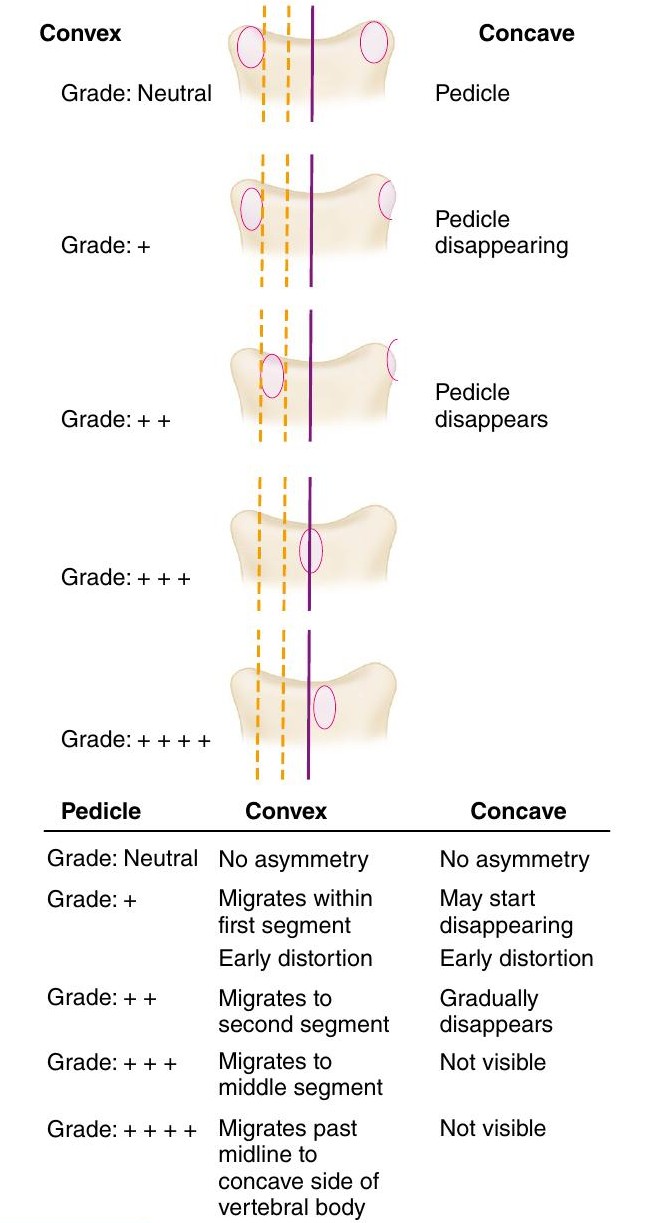 Convex
Concave
Grade: Neutral
Pedicle
Grade: +
Pedicle
disappearing
Grade: + +
Pedicle
disappears
Grade: + + +
Grade: + + + +
Pedicle Convex Concave
Grade: Neutral No asymmetry No asymmetry
Grade: + Migrates within May start
first segment disappearing
Early distortion Early distortion
Grade: + + Migrates to Gradually
second segment disappears
Grade: + + + Migrates to Not visible
middle segment
Grade: + + + + Migrates past Not visible
midline to
concave side of
vertebral body